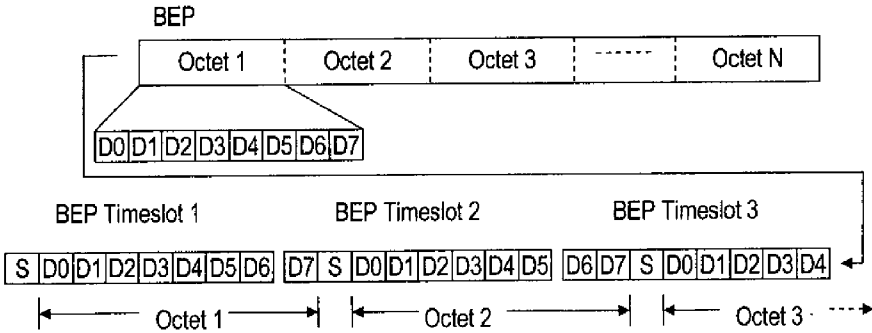 BEP
Octet 1 Octet 2 Octet 3 Octet N
D0 D1 D2 D3 D4 D5 D6 D7
BEP Timeslot 1 BEP Timeslot 2 BEP Timeslot 3
S D0 D1 D2 D3 D4 D5 D6 D7 S D0 D1 D2 D3 D4 D5 D6 D7 S D0 D1 D2 D3 D4
Octet 1 Octet 2 Octet 3